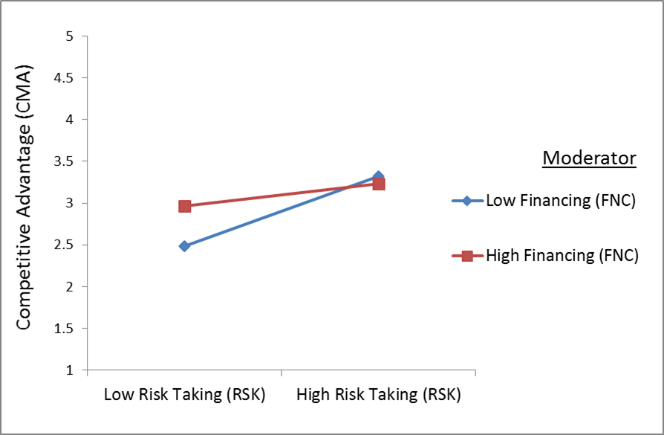 Competitive Advantage (CMA)
5
4.5
4
3.5
3
2.5
2
1.5
1
Low Risk Taking (RSK)
High Risk Taking (RSK)
Moderator
Low Financing (FNC)
High Financing (FNC)